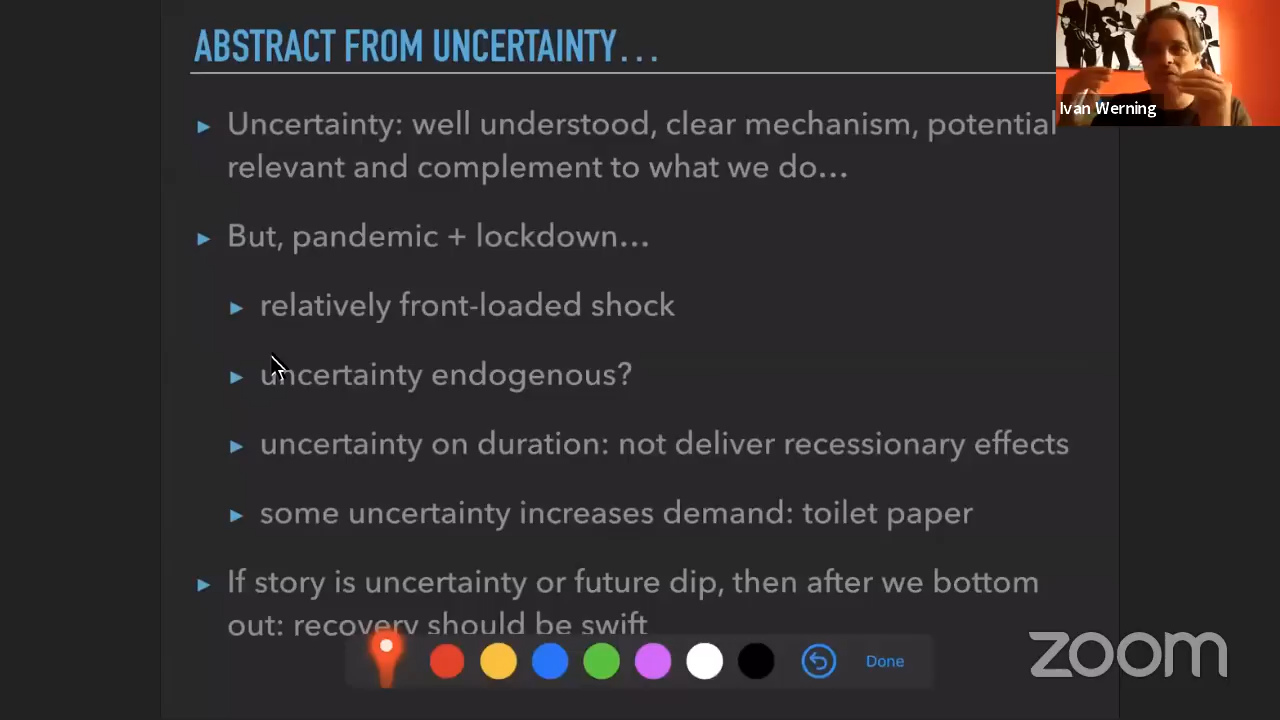 ABSTRACT FROM UNCERTAINTY...
Ivan Werning
Uncertainty: well understood, clear mechanism, potential
relevant and complement to what we do...
But, pandemic + lockdown...
relatively front-loaded shock
uncertainty endogenous?
uncertainty on duration: not deliver recessionary effects
some uncertainty increases demand: toilet paper
If story is uncertainty or future dip, then after we bottom
out: recovery should be swift
Done
zoom